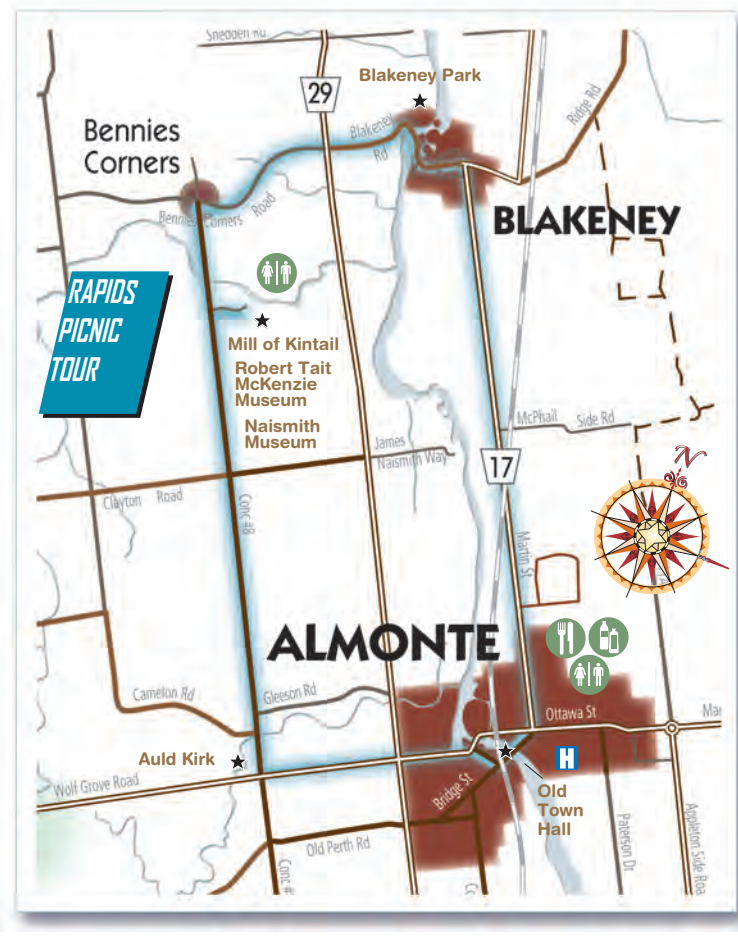 Snedden Rd.
29
Blakeney Park
Ridge Rd
Bennies
Corners
Blakeney
Rd
BLAKENEY
Bennies Corners Road
RAPIDS
PICNIC
TOUR
Mill of Kintail
Robert Tait
McKenzie
Museum
Naismith
Museum
McPhail Side Rd
James
Naismith Way
17
N
Clayton Road
Conc #8
Martin St
ALMONTE
Camelon Rd
Gleeson Rd
Ottawa St
Auld Kirk
H
Wolf Grove Road
Bridge St
Old
Town
Hall
Old Perth Rd
Paterson Dr
Appleton Side Roa
Conc #